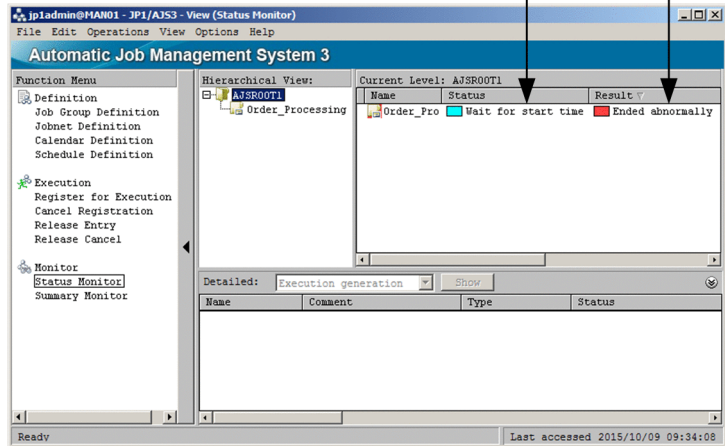 jp1admin@MAN01 - JP1/AJS3 - View (Status Monitor)
File Edit Operations View Options Help
Automatic Job Management System 3
Function Menu
Definition
Job Group Definition
Jobnet Definition
Calendar Definition
Schedule Definition
Execution
Register for Execution
Cancel Registration
Release Entry
Release Cancel
Monitor
Status Monitor
Summary Monitor
Hierarchical View:
AJSROOT1
Order_Processing
Current Level: AJSROOT1
Name Status Result
Order_Pro Wait for start time Ended abnormally
Detailed: Execution generation Show
Name Comment Type Status
Ready Last accessed 2015/10/09 09:34:08